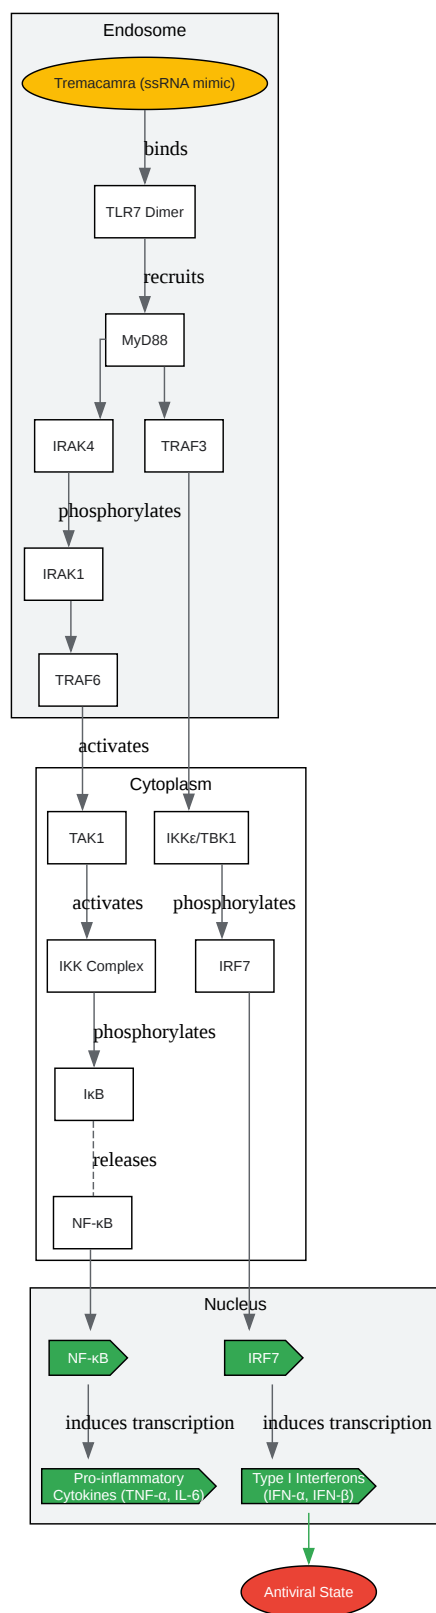 Endosome
Tremacamra (ssRNA mimic)
binds
TLR7 Dimer
recruits
MyD88
IRAK4
TRAF3
phosphorylates
IRAK1
TRAF6
activates
Cytoplasm
TAK1
IKKε/TBK1
activates
phosphorylates
IKK Complex
IRF7
phosphorylates
IκB
releases
NF-κB
Nucleus
NF-κB
IRF7
induces transcription
induces transcription
Pro-inflammatory
Cytokines (TNF-α, IL-6)
Type I Interferons
(IFN-α, IFN-β)
Antiviral State